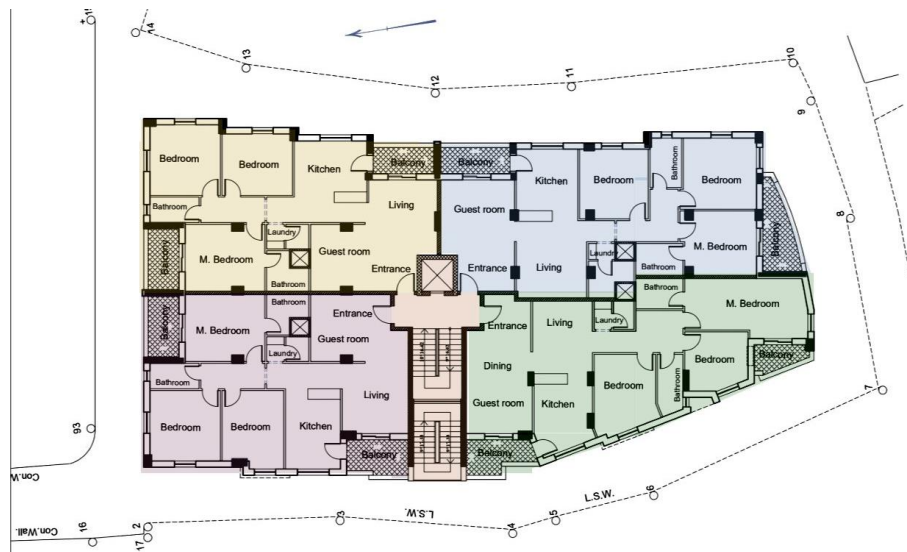 15
14
13
12
11
10
9
8
7
6
5
4
3
2
17
16
93
Con.W
Con.Wall.
L.S.W.
L.S.W.
Bedroom
Bedroom
Kitchen
Balcony
Bathroom
Living
Laundry
Guest room
Balcony
M. Bedroom
Bathroom
Entrance
Balcony
Kitchen
Bedroom
Bathroom
Bedroom
Guest room
M. Bedroom
Balcony
Laundry
Entrance
Living
Bathroom
Bathroom
Entrance
Balcony
M. Bedroom
Guest room
Laundry
Bathroom
Living
Bedroom
Bedroom
Kitchen
Balcony
Bathroom
M. Bedroom
Living
Laundry
Entrance
Dining
Bedroom
Balcony
Bedroom
Bathroom
Guest room
Kitchen
Balcony